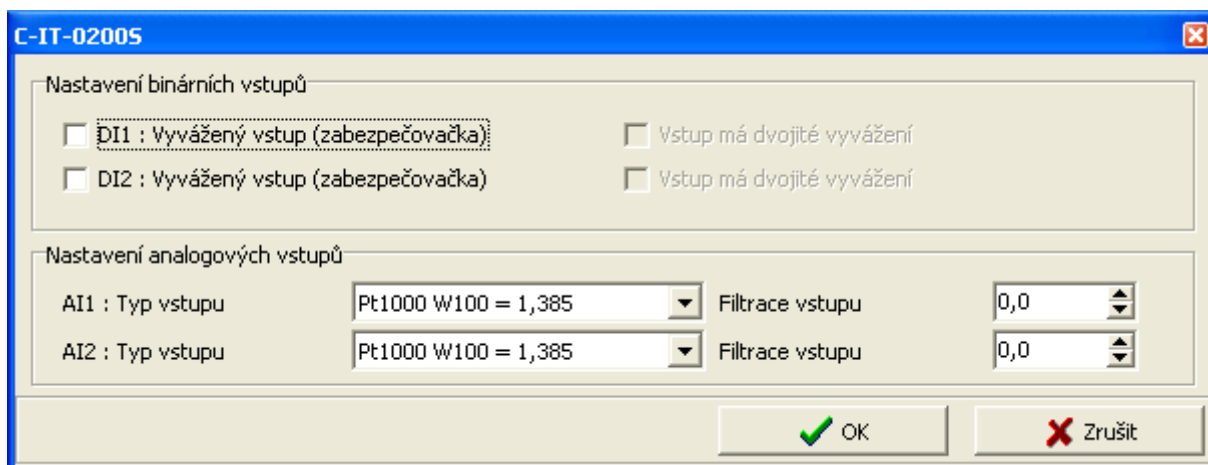 C-IT-0200S
Nastavení binárních vstupů
DI1 : Vyvážený vstup (zabezpečovačka) Vstup má dvojité vyvážení
DI2 : Vyvážený vstup (zabezpečovačka) Vstup má dvojité vyvážení
Nastavení analogových vstupů
AI1 : Typ vstupu Pt1000 W100 = 1,385 Filtrace vstupu 0,0
AI2 : Typ vstupu Pt1000 W100 = 1,385 Filtrace vstupu 0,0
OK Zrušit